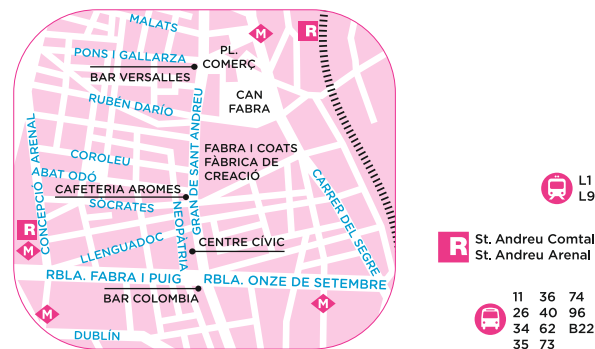 MALATS
M
R
PL.
COMERÇ
PONS I GALLARZA
BAR VERSALLES
CAN
FABRA
RUBÉN DARÍO
GRAN DE SANT ANDREU
FABRA I COATS
FÀBRICA DE
CREACIÓ
COROLEU
ABAT ODÓ
CAFETERIA AROMES
SÒCRATES
CONCEPCIÓ ARENAL
NEOPÀTRIA
CARRER DEL SEGRE
R
M
LLENGUADOC
CENTRE CÍVIC
RBLA. FABRA I PUIG
RBLA. ONZE DE SETEMBRE
BAR COLOMBIA
M
M
DUBLÍN
L1
L9
R St. Andreu Comtal
St. Andreu Arenal
11 36 74
26 40 96
34 62 B22
35 73